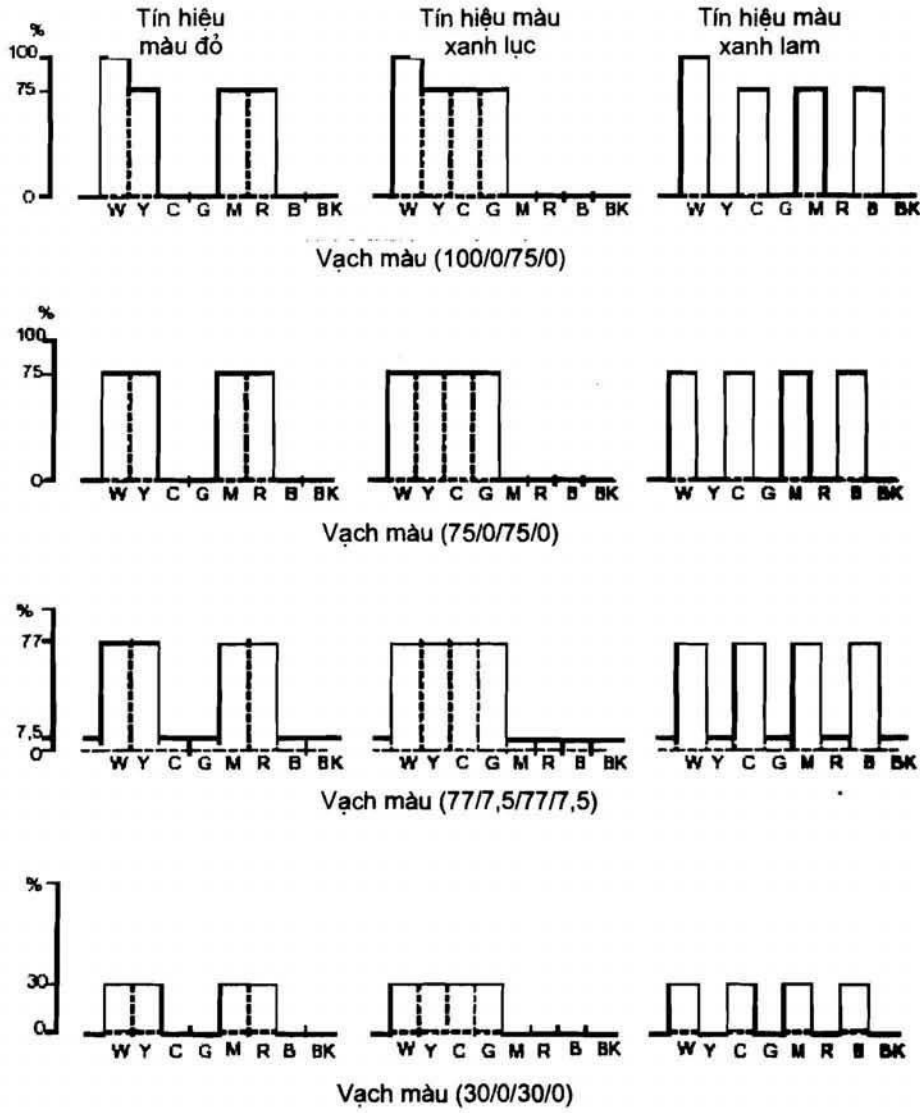 Tín hiệu màu đỏ
Tín hiệu màu xanh lục
Tín hiệu màu xanh lam
%
100
75
0
W Y C G M R B BK
W Y C G M R B BK
W Y C G M R B BK
Vạch màu (100/0/75/0)
%
100
75
0
W Y C G M R B BK
W Y C G M R B BK
W Y C G M R B BK
Vạch màu (75/0/75/0)
%
77
7,5
0
W Y C G M R B BK
W Y C G M R B BK
W Y C G M R B BK
Vạch màu (77/7,5/77/7,5)
%
30
0
W Y C G M R B BK
W Y C G M R B BK
W Y C G M R B BK
Vạch màu (30/0/30/0)